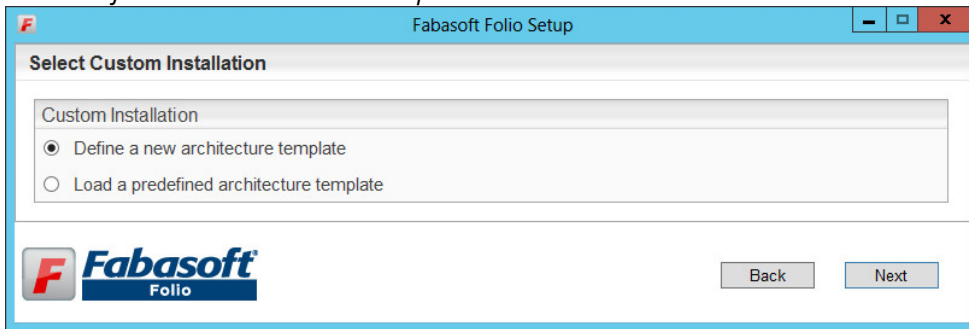 Fabasoft Folio Setup
Select Custom Installation
Custom Installation
Define a new architecture template
Load a predefined architecture template
Fabasoft
Folio
Back
Next